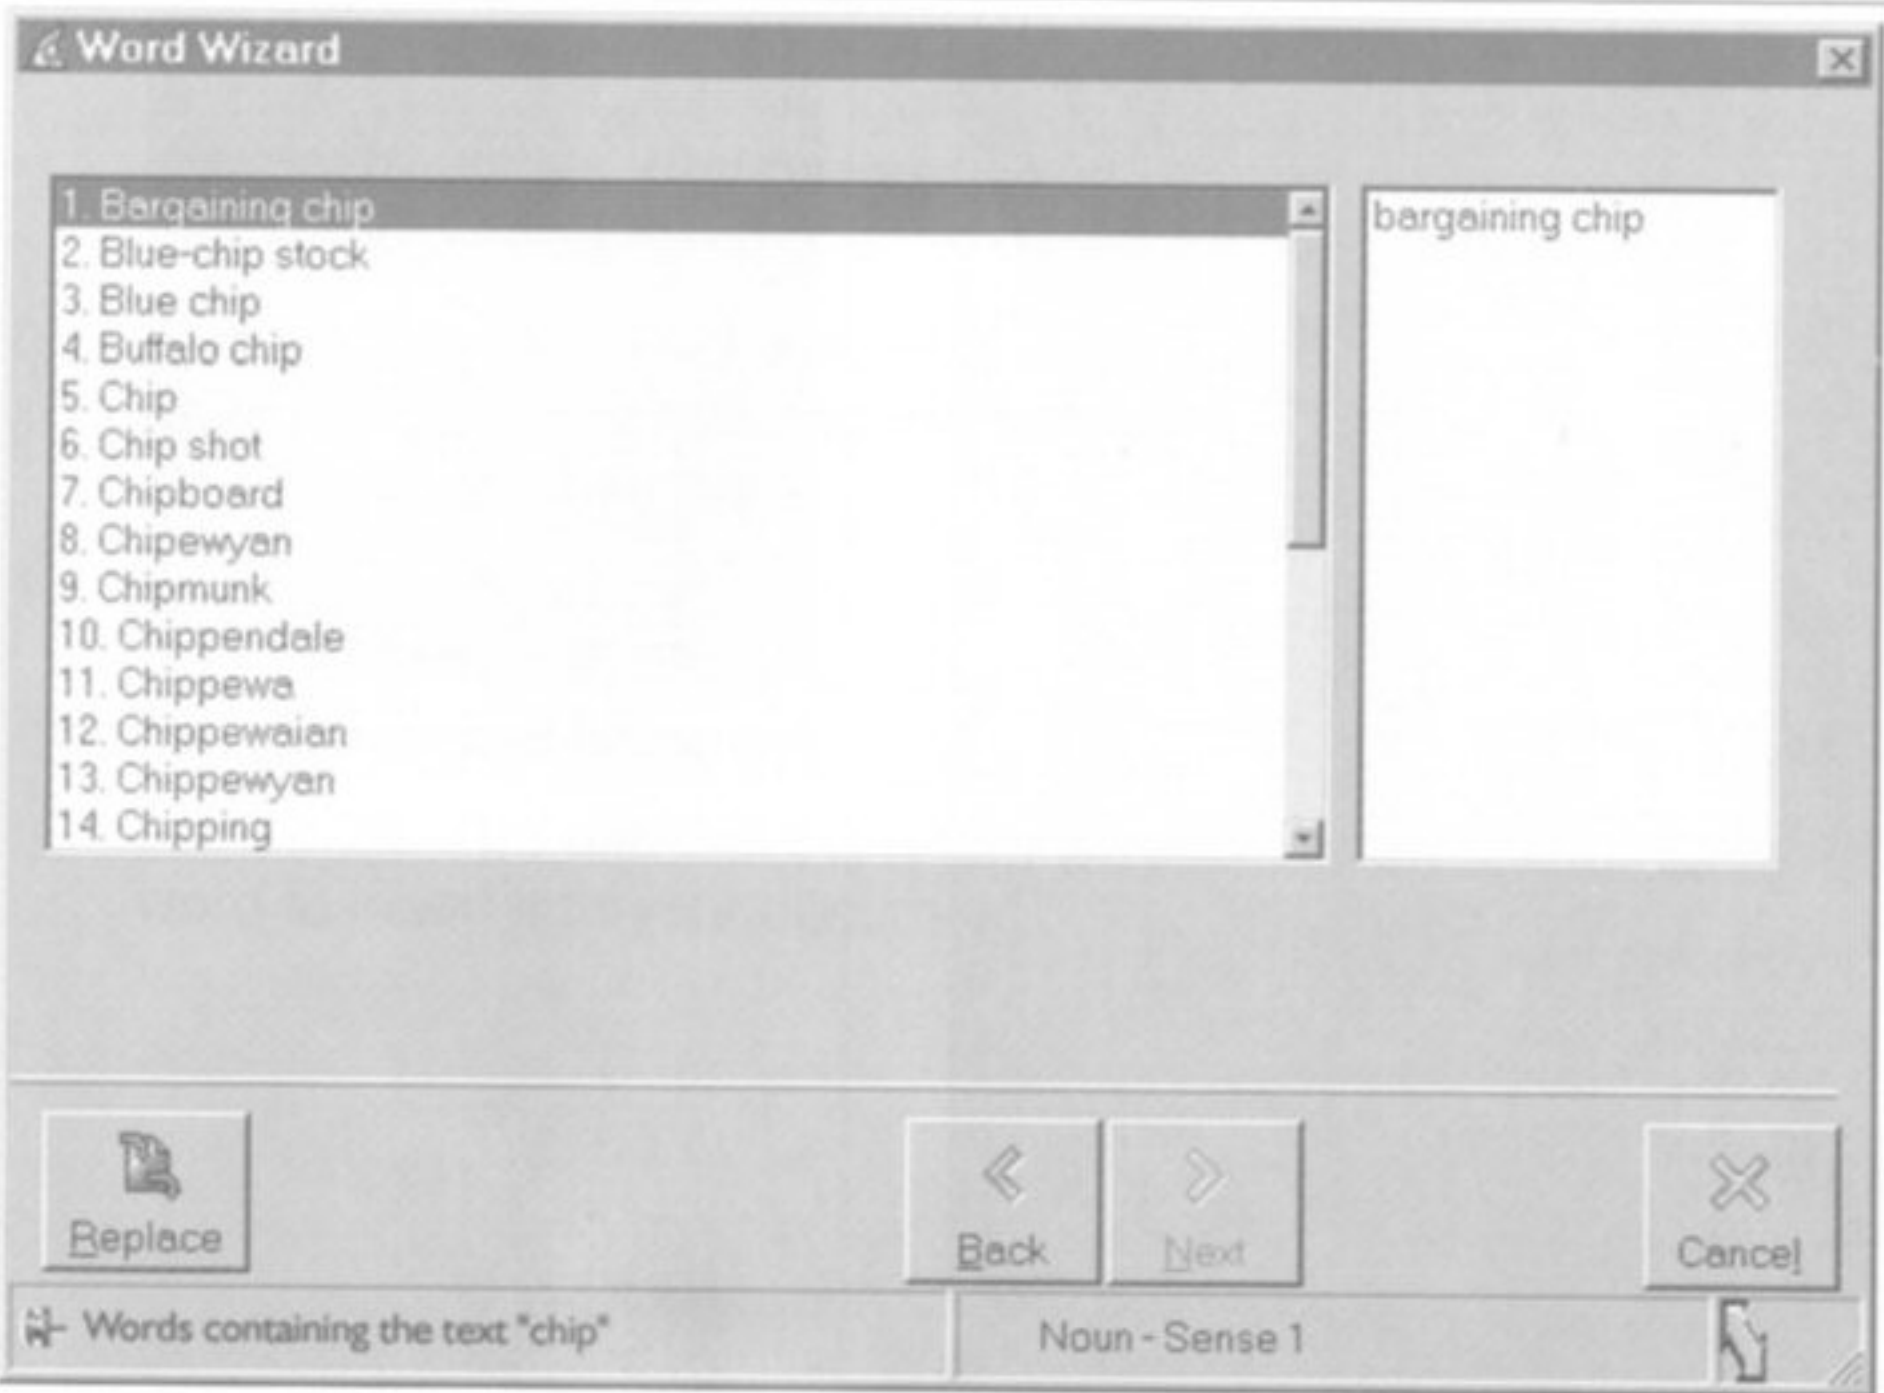 Word Wizard
1. Bargaining chip
2. Blue-chip stock
3. Blue chip
4. Buffalo chip
5. Chip
6. Chip shot
7. Chipboard
8. Chipewyan
9. Chipmunk
10. Chippendale
11. Chippewa
12. Chippewaian
13. Chippewyan
14. Chipping
bargaining chip
Replace
Back
Next
Cancel
Words containing the text "chip"
Noun - Sense 1